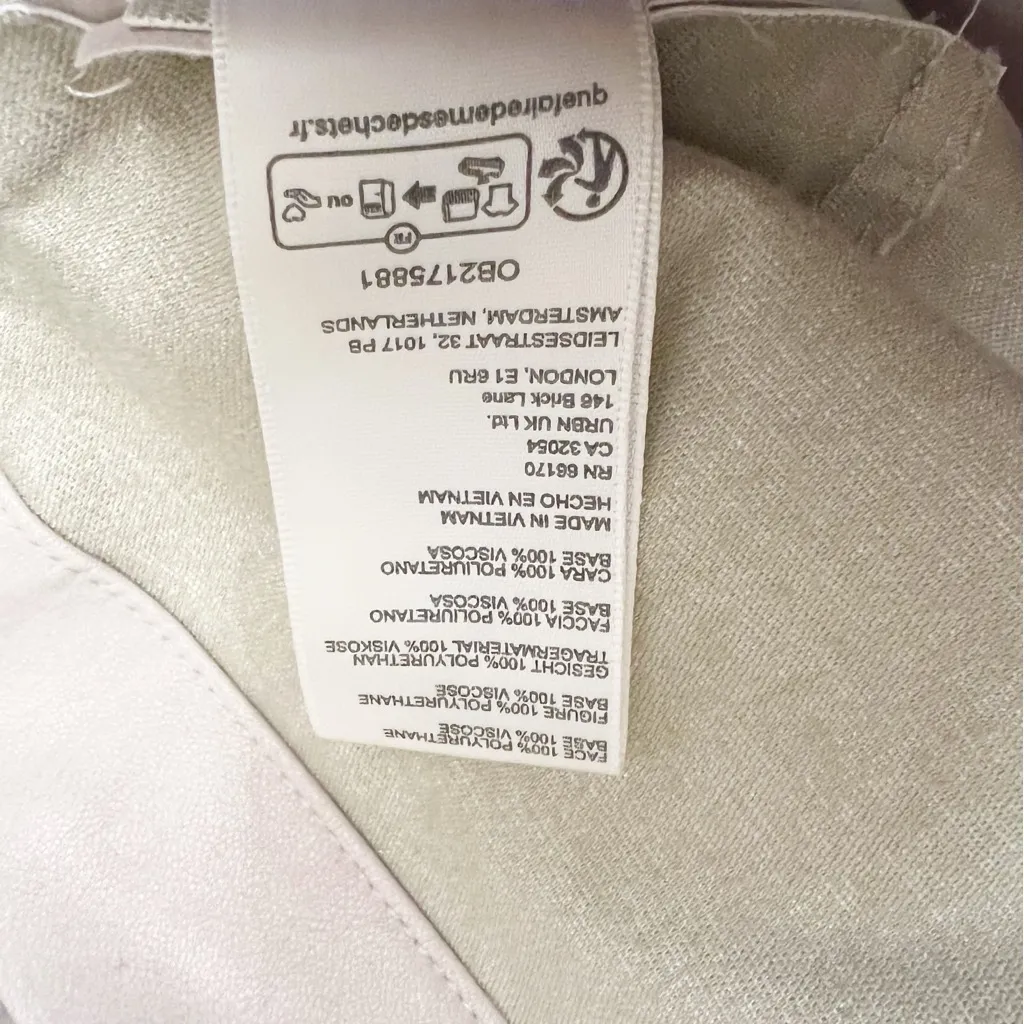 FACE 100% POLYURETHANE
BASE 100% VISCOSE
FIGURE 100% POLYURETHANE
BASE 100% VISCOSE
GESICHT 100% POLYURETHAN
TRAGERMATERIAL 100% VISKOSE
FACCIA 100% POLIURETANO
BASE 100% VISCOSA
CARA 100% POLIURETANO
BASE 100% VISCOSA
MADE IN VIETNAM
HECHO EN VIETNAM
RN 66170
CA 32054
URBN UK Ltd.
146 Brick Lane
LONDON, E1 6RU
LEIDSESTRAAT 32, 1017 PB
AMSTERDAM, NETHERLANDS
OB2175881
FR
OU
quefairedemesdechets.fr